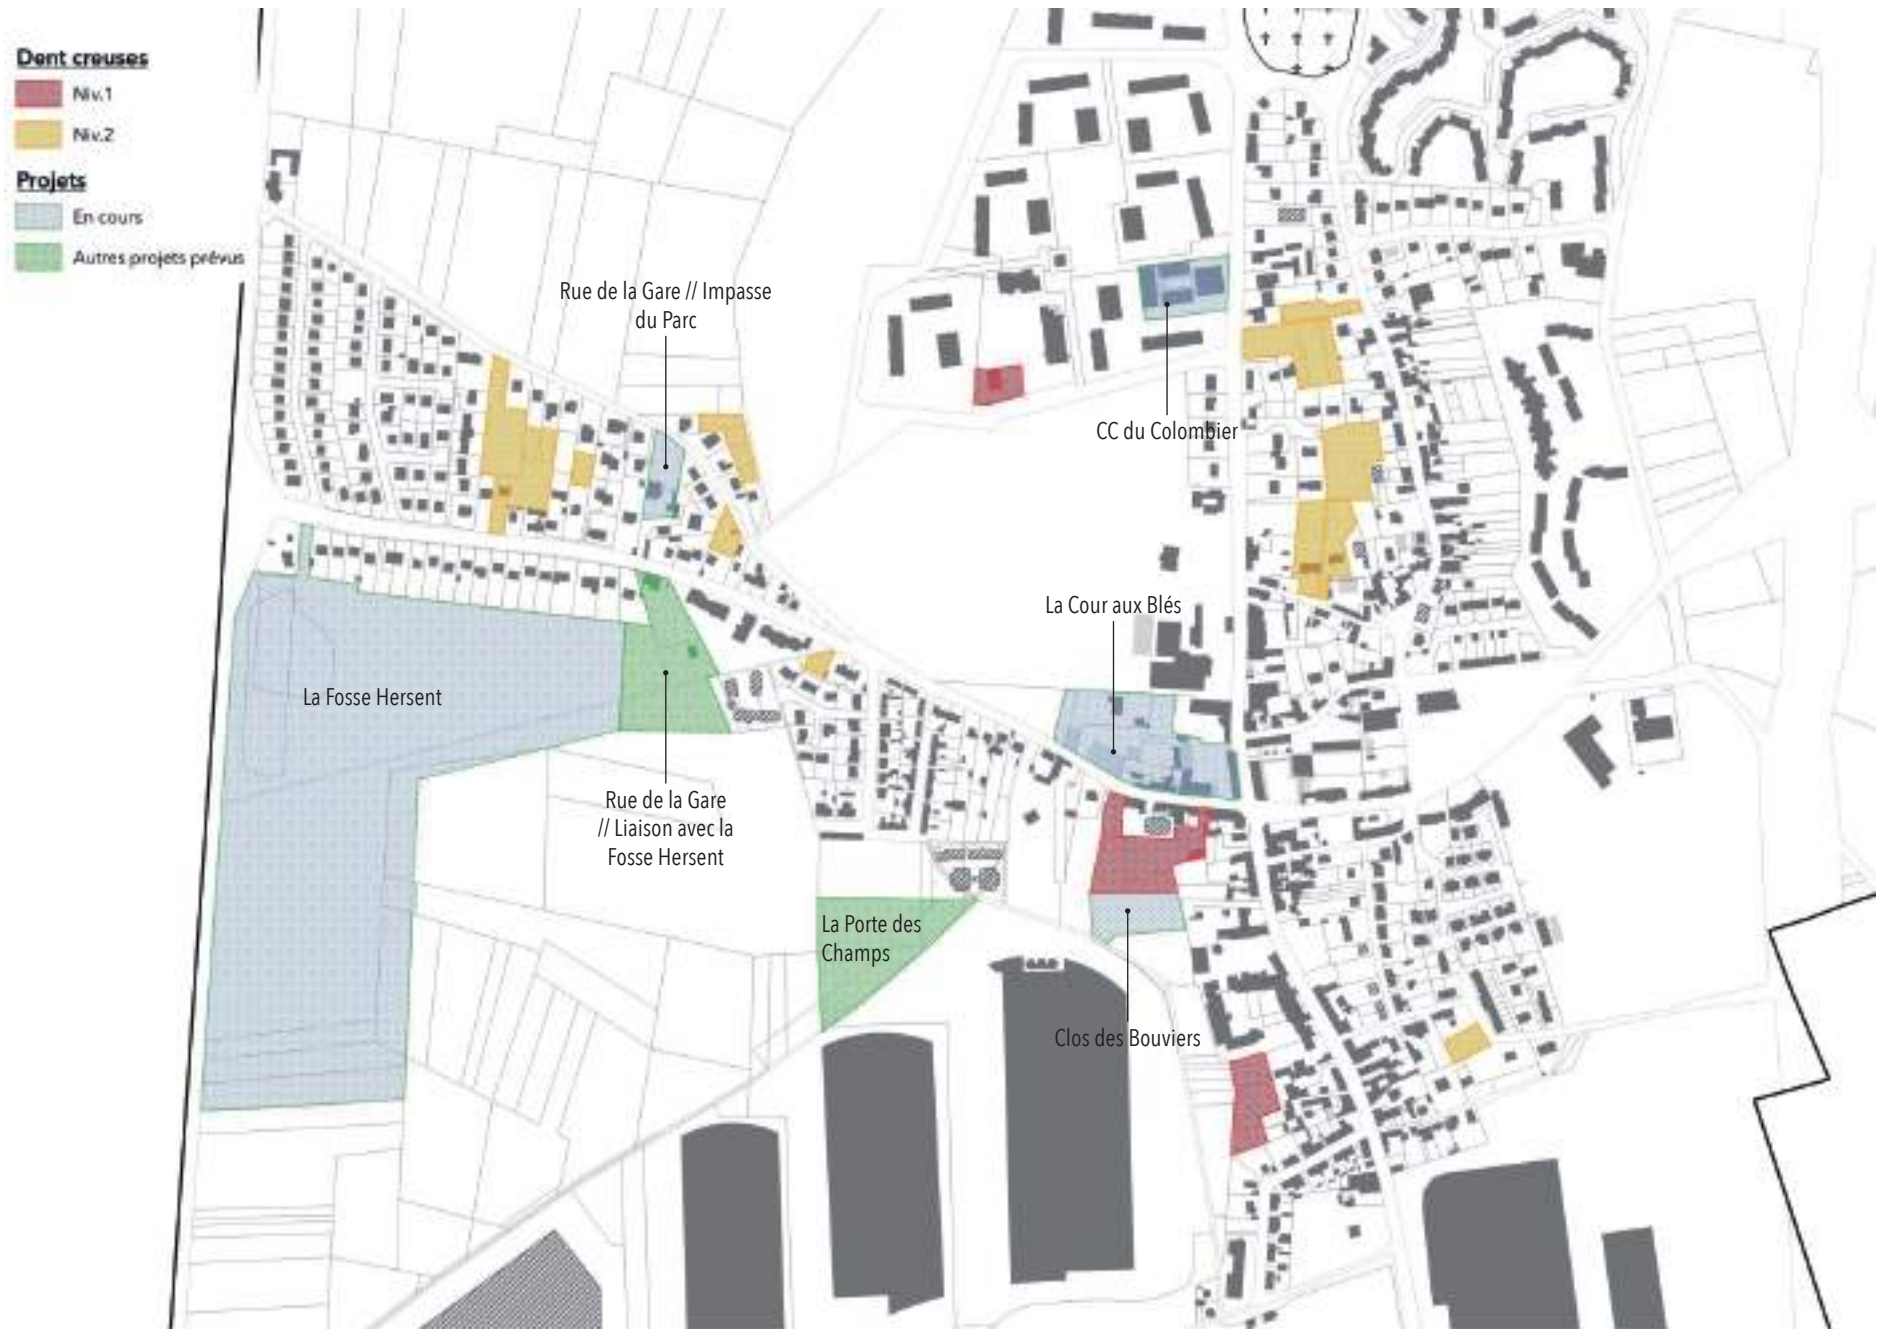 Dent creuses
Niv.1
Niv.2
Projets
En cours
Autres projets prévus
Rue de la Gare // Impasse
du Parc
CC du Colombier
La Cour aux Blés
La Fosse Hersent
Rue de la Gare
// Liaison avec la
Fosse Hersent
La Porte des
Champs
Clos des Bouviers